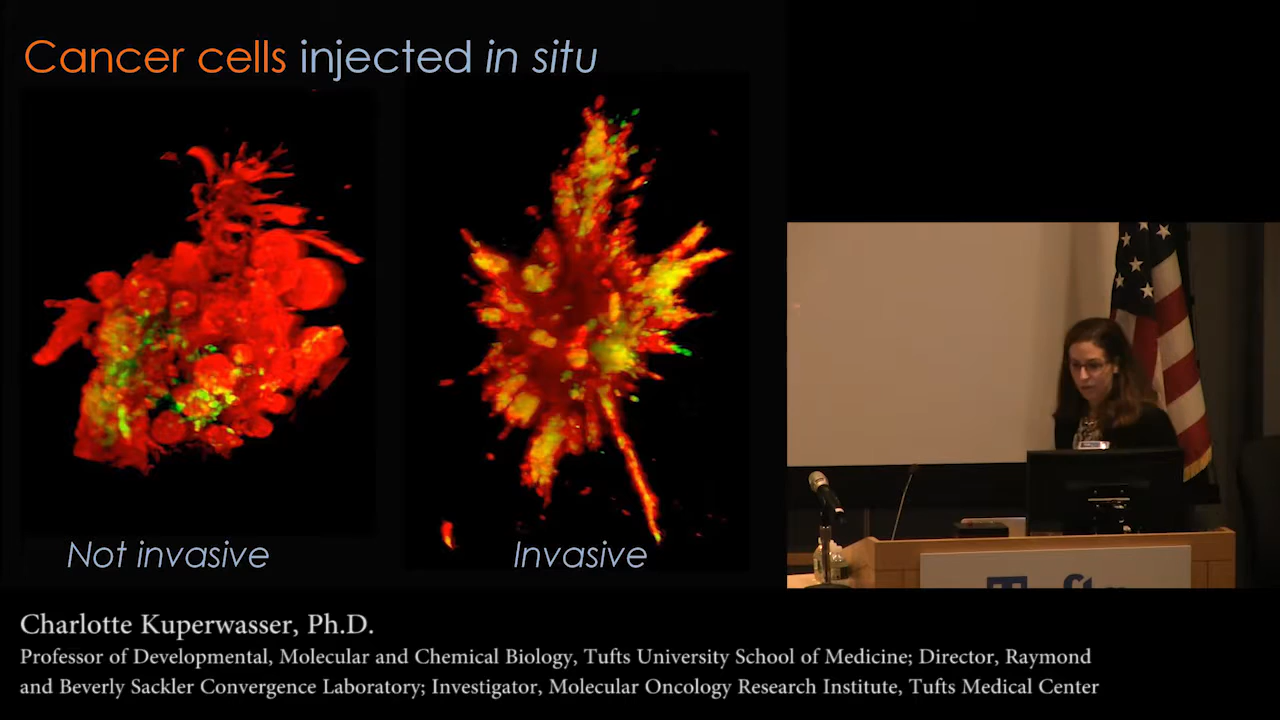 Cancer cells injected in situ
Not invasive
Invasive
Charlotte Kuperwasser, Ph.D.
Professor of Developmental, Molecular and Chemical Biology, Tufts University School of Medicine; Director, Raymond
and Beverly Sackler Convergence Laboratory; Investigator, Molecular Oncology Research Institute, Tufts Medical Center